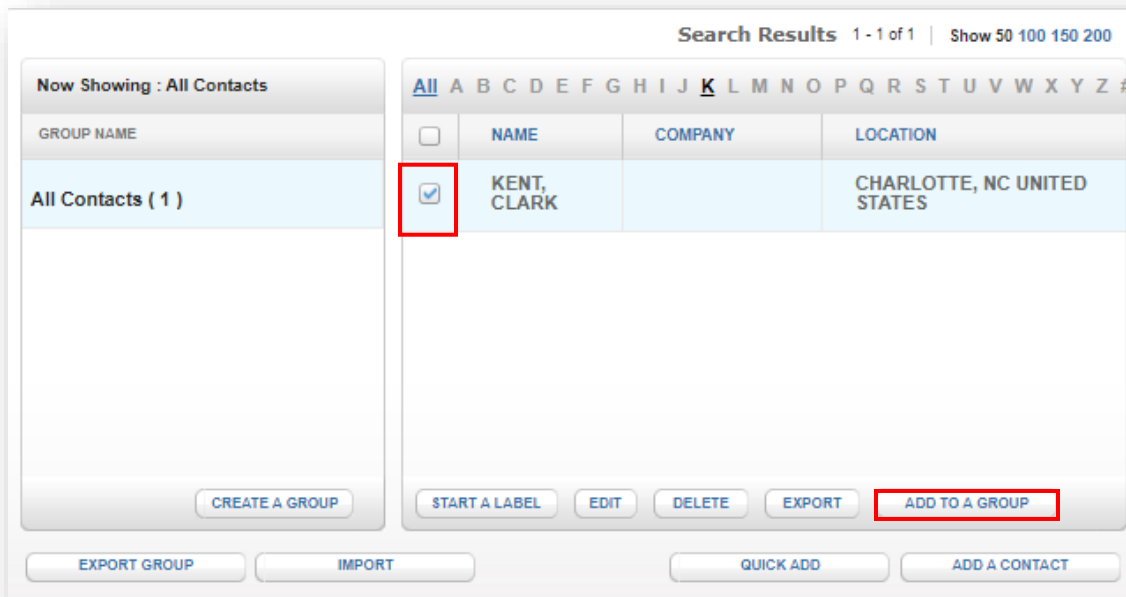 Search Results 1 - 1 of 1 | Show 50 100 150 200
Now Showing : All Contacts
All A B C D E F G H I J K L M N O P Q R S T U V W X Y Z #
GROUP NAME
NAME COMPANY LOCATION
All Contacts ( 1 )
KENT,
CLARK
CHARLOTTE, NC UNITED
STATES
CREATE A GROUP
START A LABEL EDIT DELETE EXPORT ADD TO A GROUP
EXPORT GROUP IMPORT QUICK ADD ADD A CONTACT